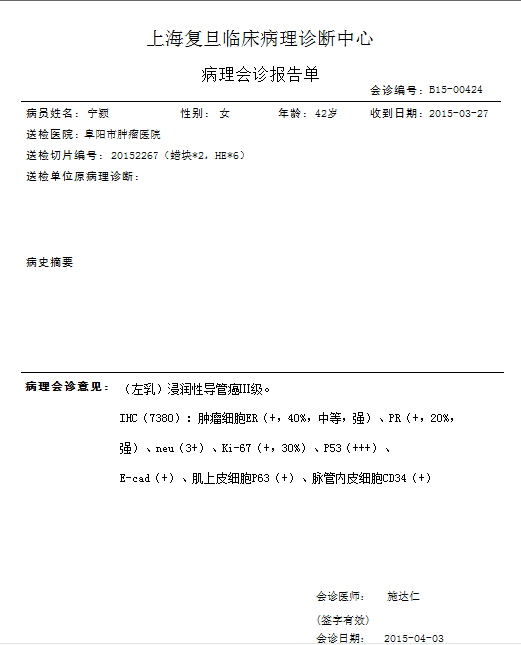 上海复旦临床病理诊断中心
病理会诊报告单
会诊编号：B15-00424
病员姓名：宁颍 性别：女 年龄：42岁 收到日期：2015-03-27
送检医院：阜阳市肿瘤医院
送检切片编号：20152267（蜡块*2，HE*6）
送检单位原病理诊断：
病史摘要
病理会诊意见：（左乳）浸润性导管癌III级。
IHC（7380）：肿瘤细胞ER（+，40%，中等，强）、PR（+，20%，
强）、neu（3+）、Ki-67（+，30%）、P53（+++）、
E-cad（+）、肌上皮细胞P63（+）、脉管内皮细胞CD34（+）
会诊医师： 施达仁
(签字有效)
会诊日期： 2015-04-03